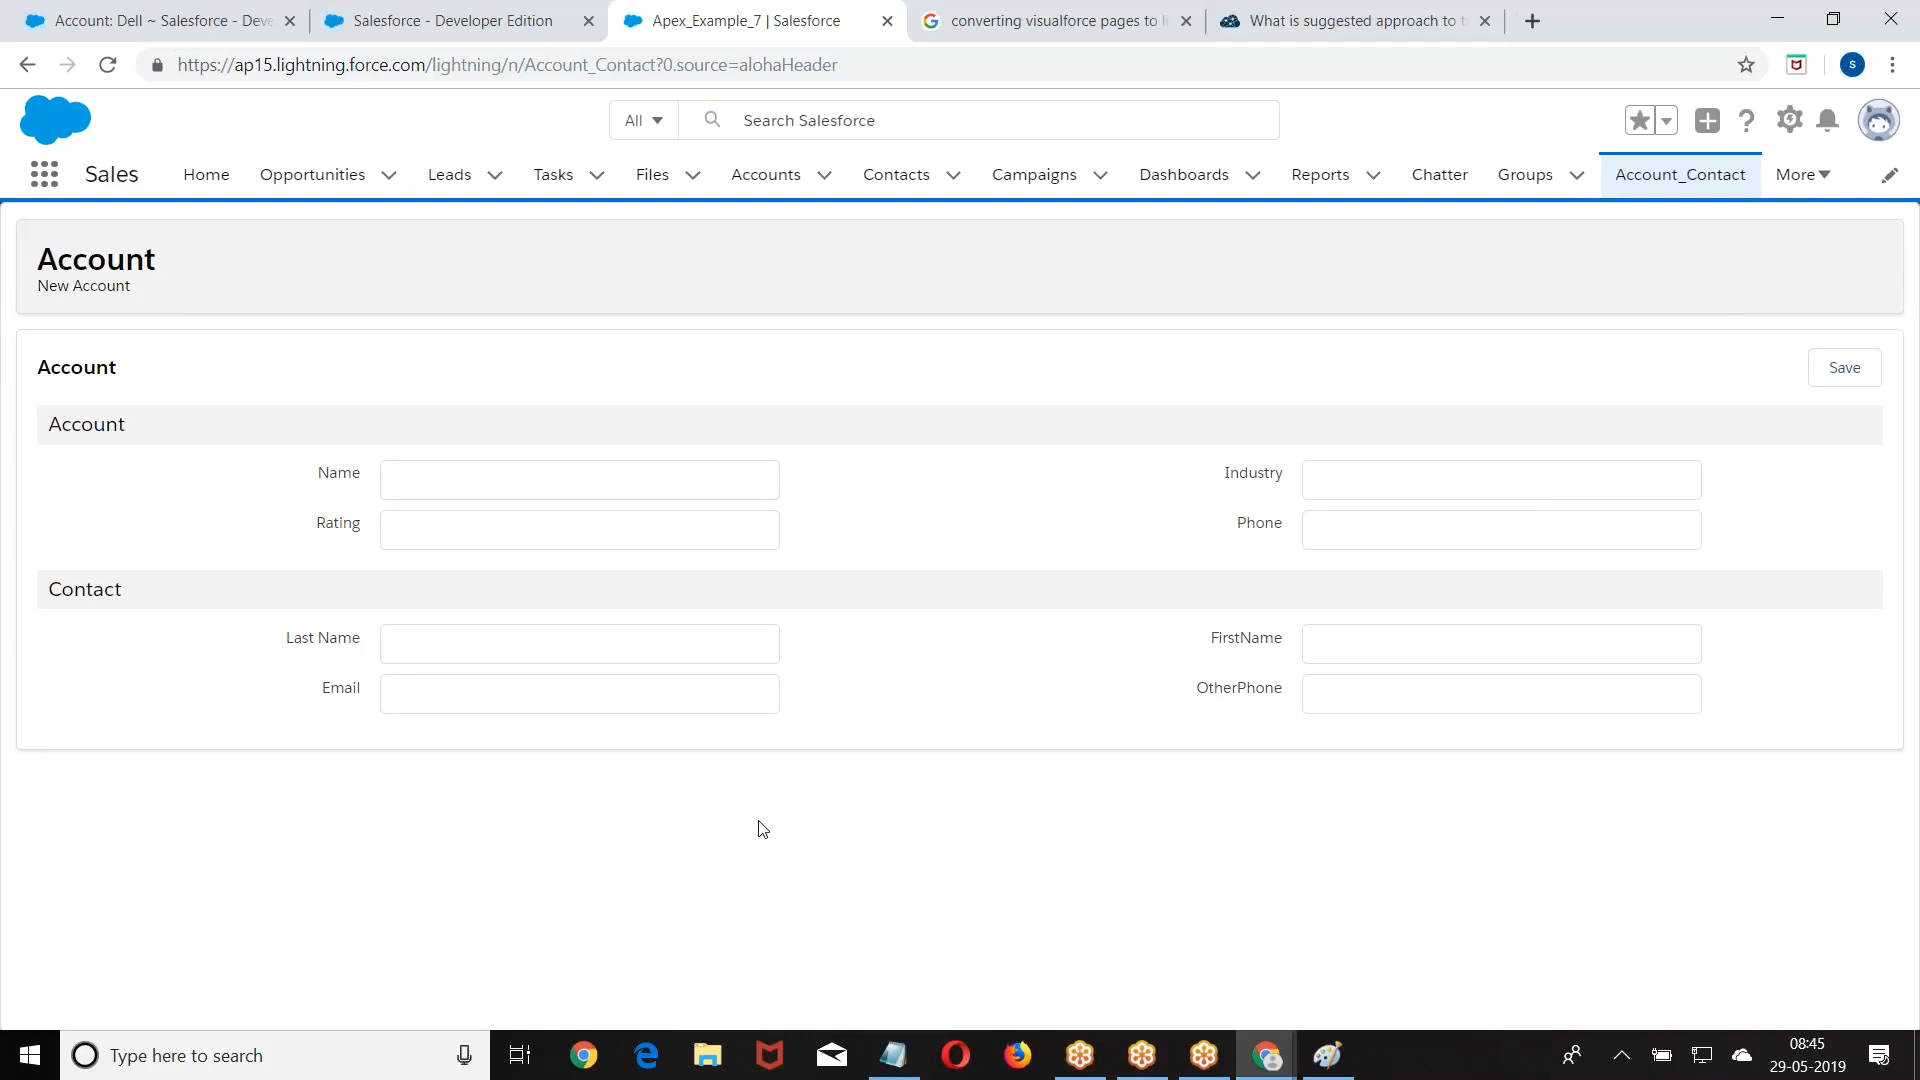 Account: Dell ~ Salesforce - Deve
Salesforce - Developer Edition
Apex_Example_7 | Salesforce
converting visualforce pages to li
What is suggested approach to t
https://ap15.lightning.force.com/lightning/n/Account_Contact?0.source=alohaHeader
S
All
Search Salesforce
Sales
Home
Opportunities
Leads
Tasks
Files
Accounts
Contacts
Campaigns
Dashboards
Reports
Chatter
Groups
Account_Contact
More
Account
New Account
Account
Save
Account
Name
Industry
Rating
Phone
Contact
Last Name
FirstName
Email
OtherPhone
Type here to search
08:45
29-05-2019